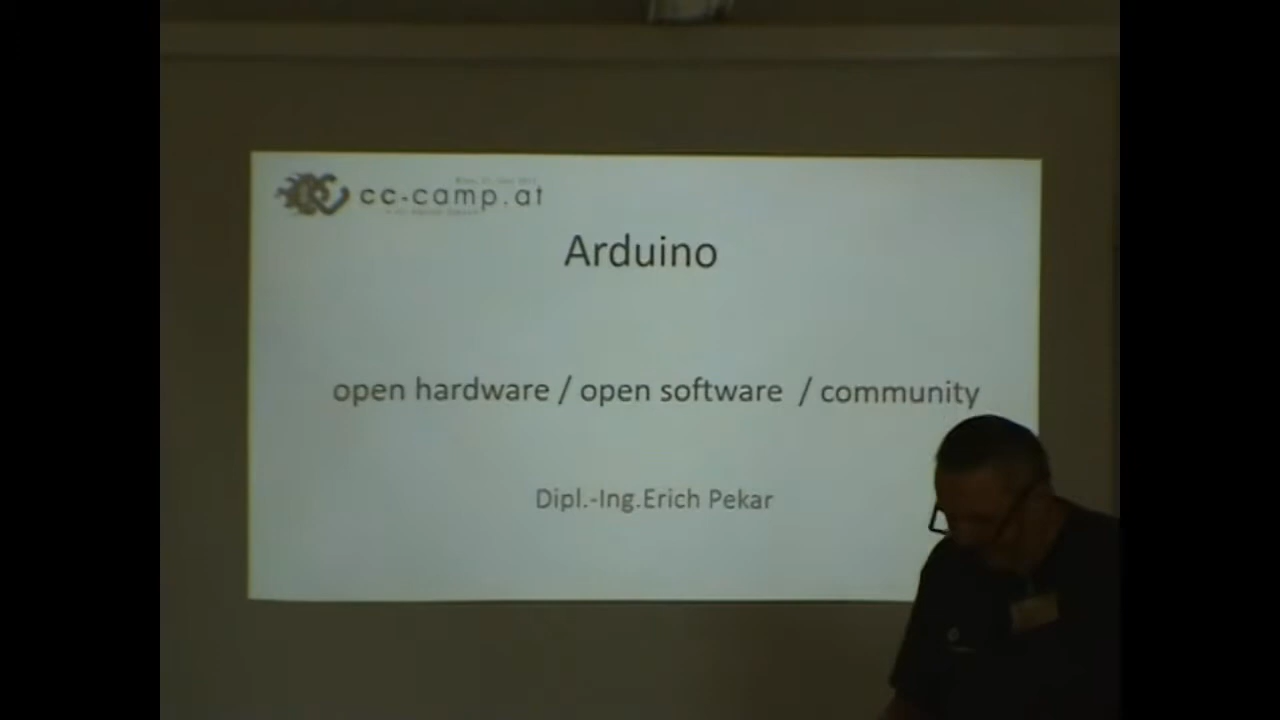 cc-camp.at
Arduino
open hardware / open software / community
Dipl.-Ing.Erich Pekar